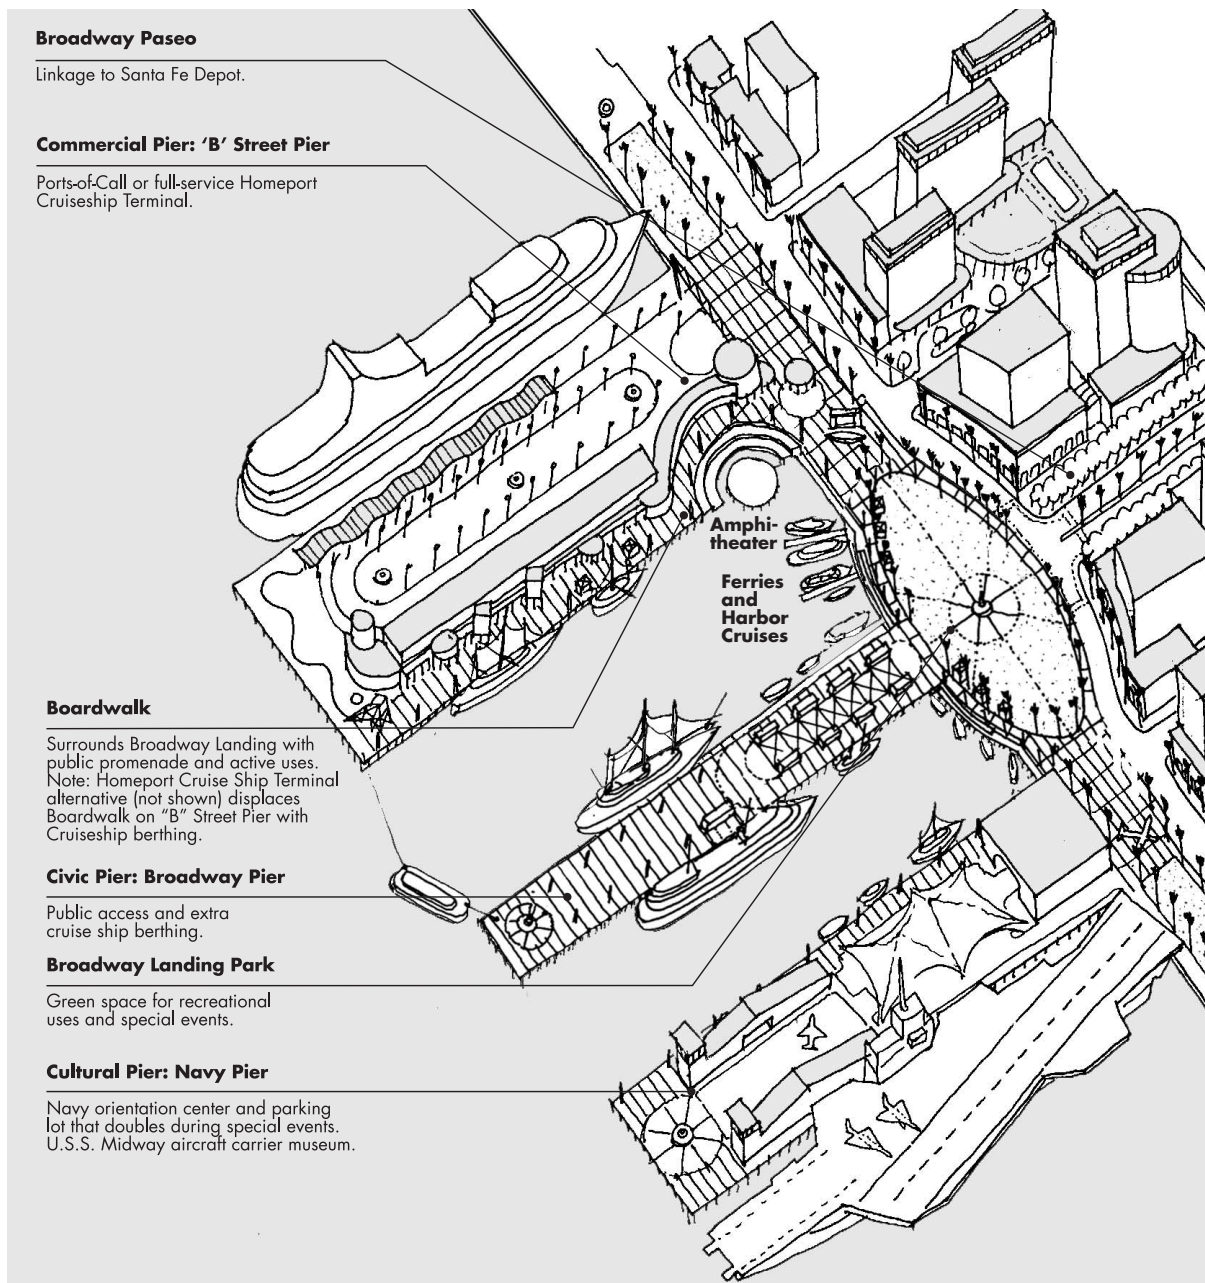 Broadway Paseo
Linkage to Santa Fe Depot.
Commercial Pier: ‘B’ Street Pier
Ports-of-Call or full-service Homeport
Cruiseship Terminal.
Amphi-
theater
Ferries
and
Harbor
Cruises
Boardwalk
Surrounds Broadway Landing with
public promenade and active uses.
Note: Homeport Cruise Ship Terminal
alternative (not shown) displaces
Boardwalk on “B” Street Pier with
Cruiseship berthing.
Civic Pier: Broadway Pier
Public access and extra
cruise ship berthing.
Broadway Landing Park
Green space for recreational
uses and special events.
Cultural Pier: Navy Pier
Navy orientation center and parking
lot that doubles during special events.
U.S.S. Midway aircraft carrier museum.